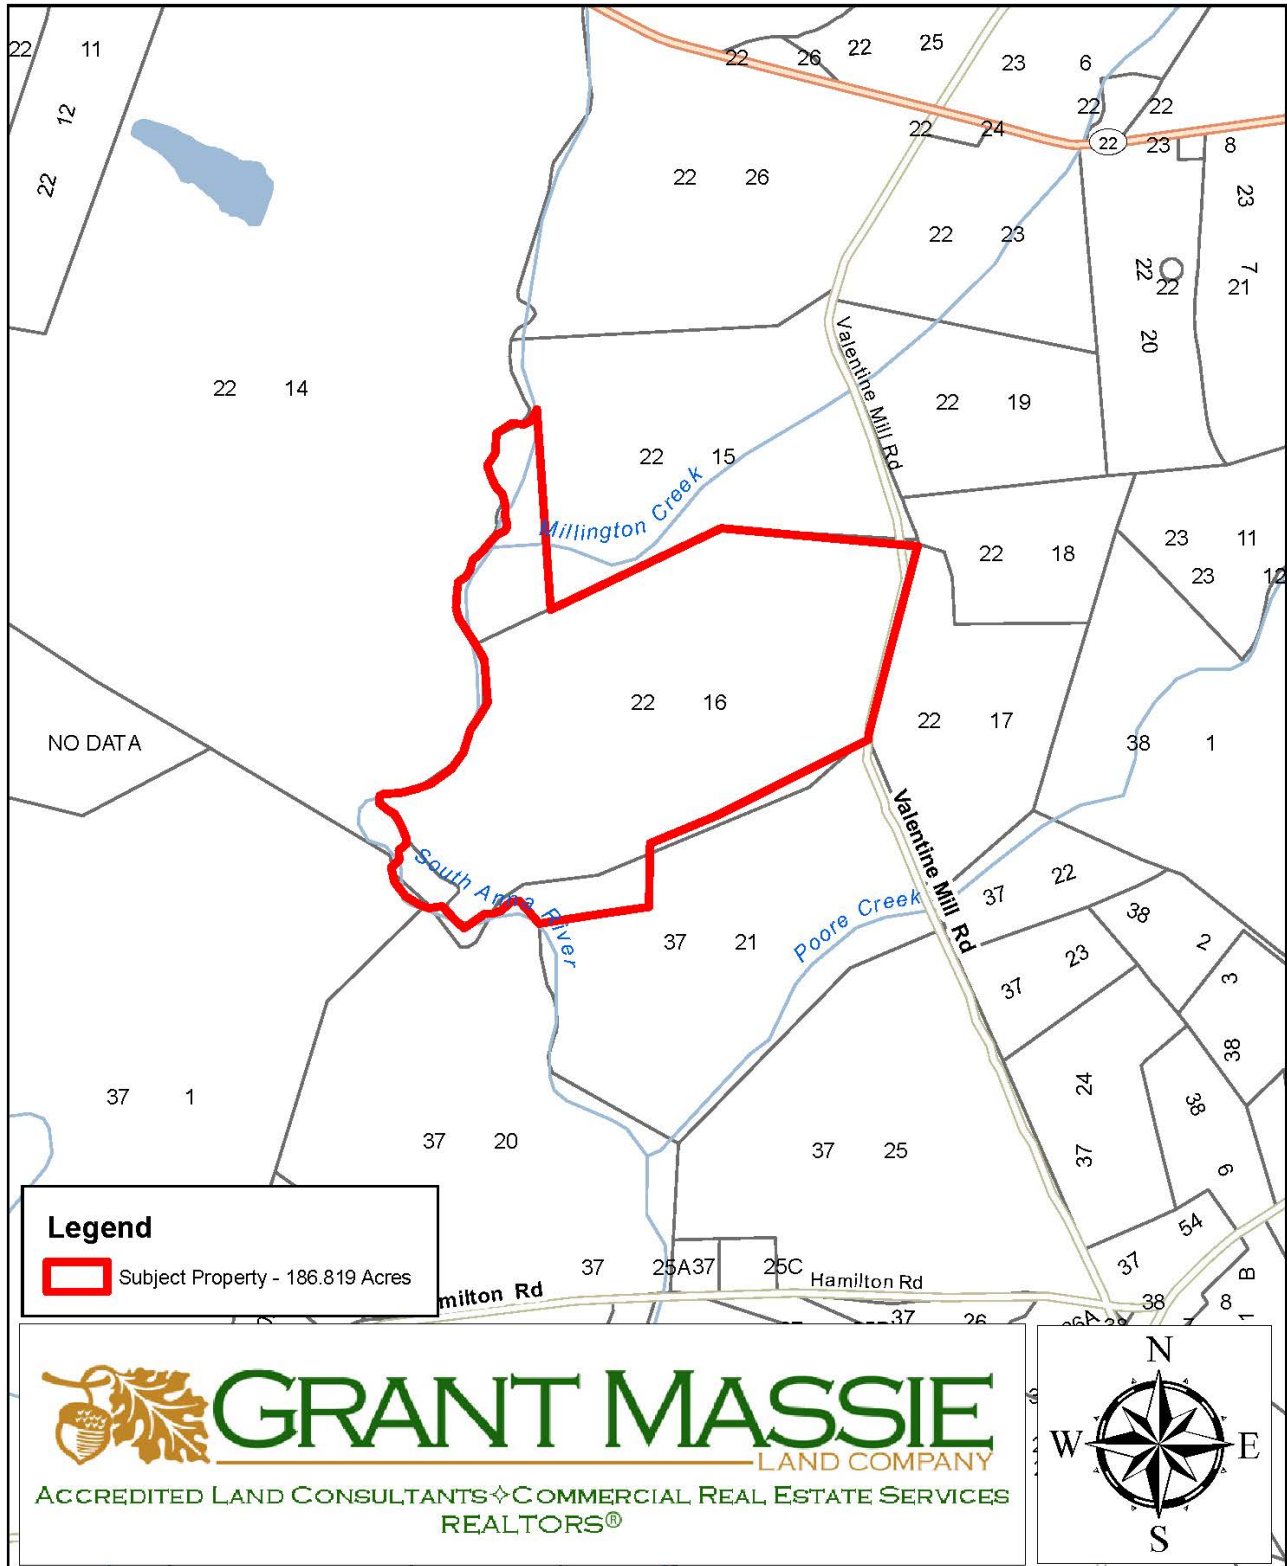 22 11
22 26 22 25 23 6
12
22 22
22 24 22 23 8
22
22 26
23
22 23
22 7
22 21
20
Valentine Mill Rd
22 14
22 19
22 15
Millington Creek
22 18
23 11
23 12
22 16
22 17
NO DATA
38 1
Valentine Mill Rd
South Anna River
37 22
Poore Creek
38 2
37 21
37 23
3 38
37 1
24 37
38
37 20
37 25
54
37
37 25A 37 25C
Hamilton Rd
B
milton Rd
38 8
1
37 26
26A 38
Legend
Subject Property - 186.819 Acres
GRANT MASSIE
LAND COMPANY
ACCREDITED LAND CONSULTANTS✧COMMERCIAL REAL ESTATE SERVICES
REALTORS®
N
W E
S